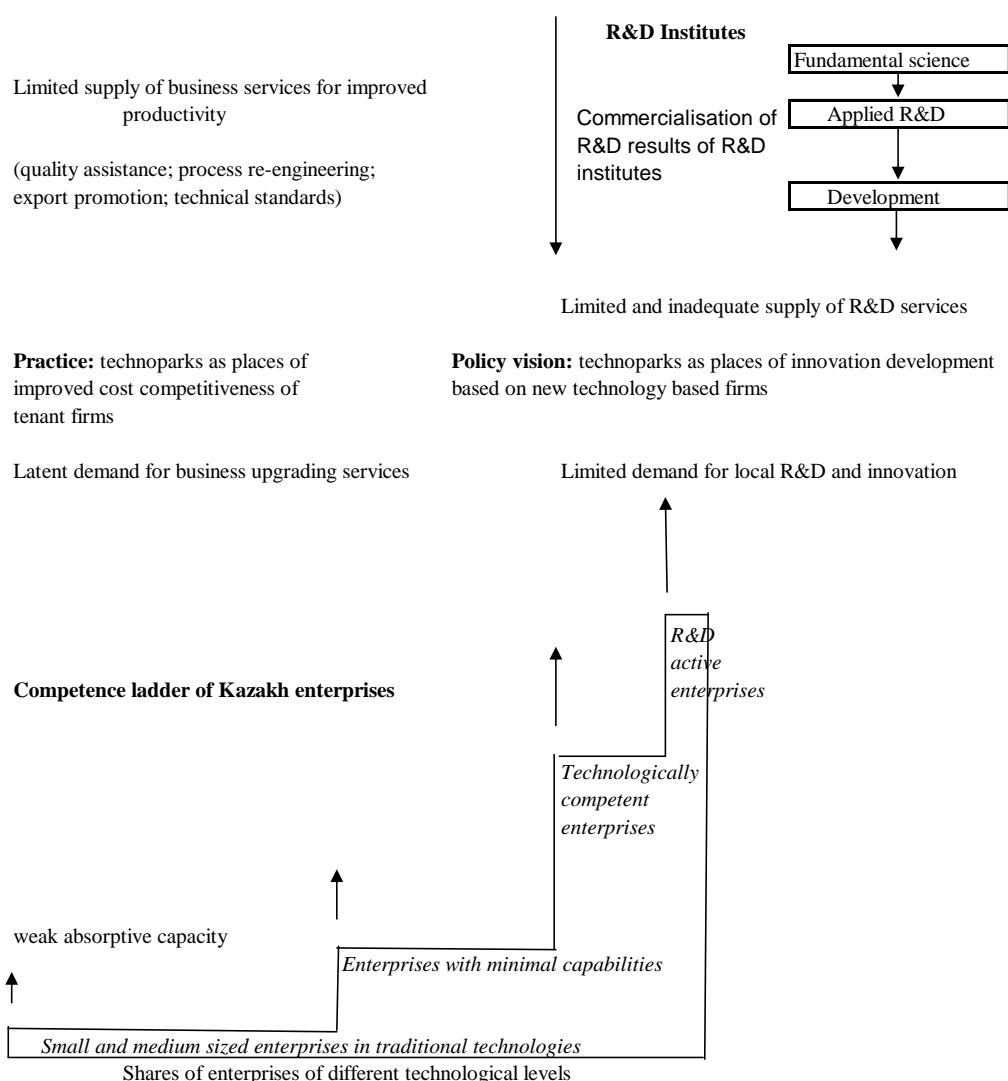 R&D Institutes
Fundamental science
Limited supply of business services for improved
productivity
Commercialisation of
R&D results of R&D
institutes
Applied R&D
(quality assistance; process re-engineering;
export promotion; technical standards)
Development
Limited and inadequate supply of R&D services
Practice: technoparks as places of
improved cost competitiveness of
tenant firms
Policy vision: technoparks as places of innovation development
based on new technology based firms
Latent demand for business upgrading services
Limited demand for local R&D and innovation
R&D
active
enterprises
Competence ladder of Kazakh enterprises
Technologically
competent
enterprises
weak absorptive capacity
Enterprises with minimal capabilities
Small and medium sized enterprises in traditional technologies
Shares of enterprises of different technological levels